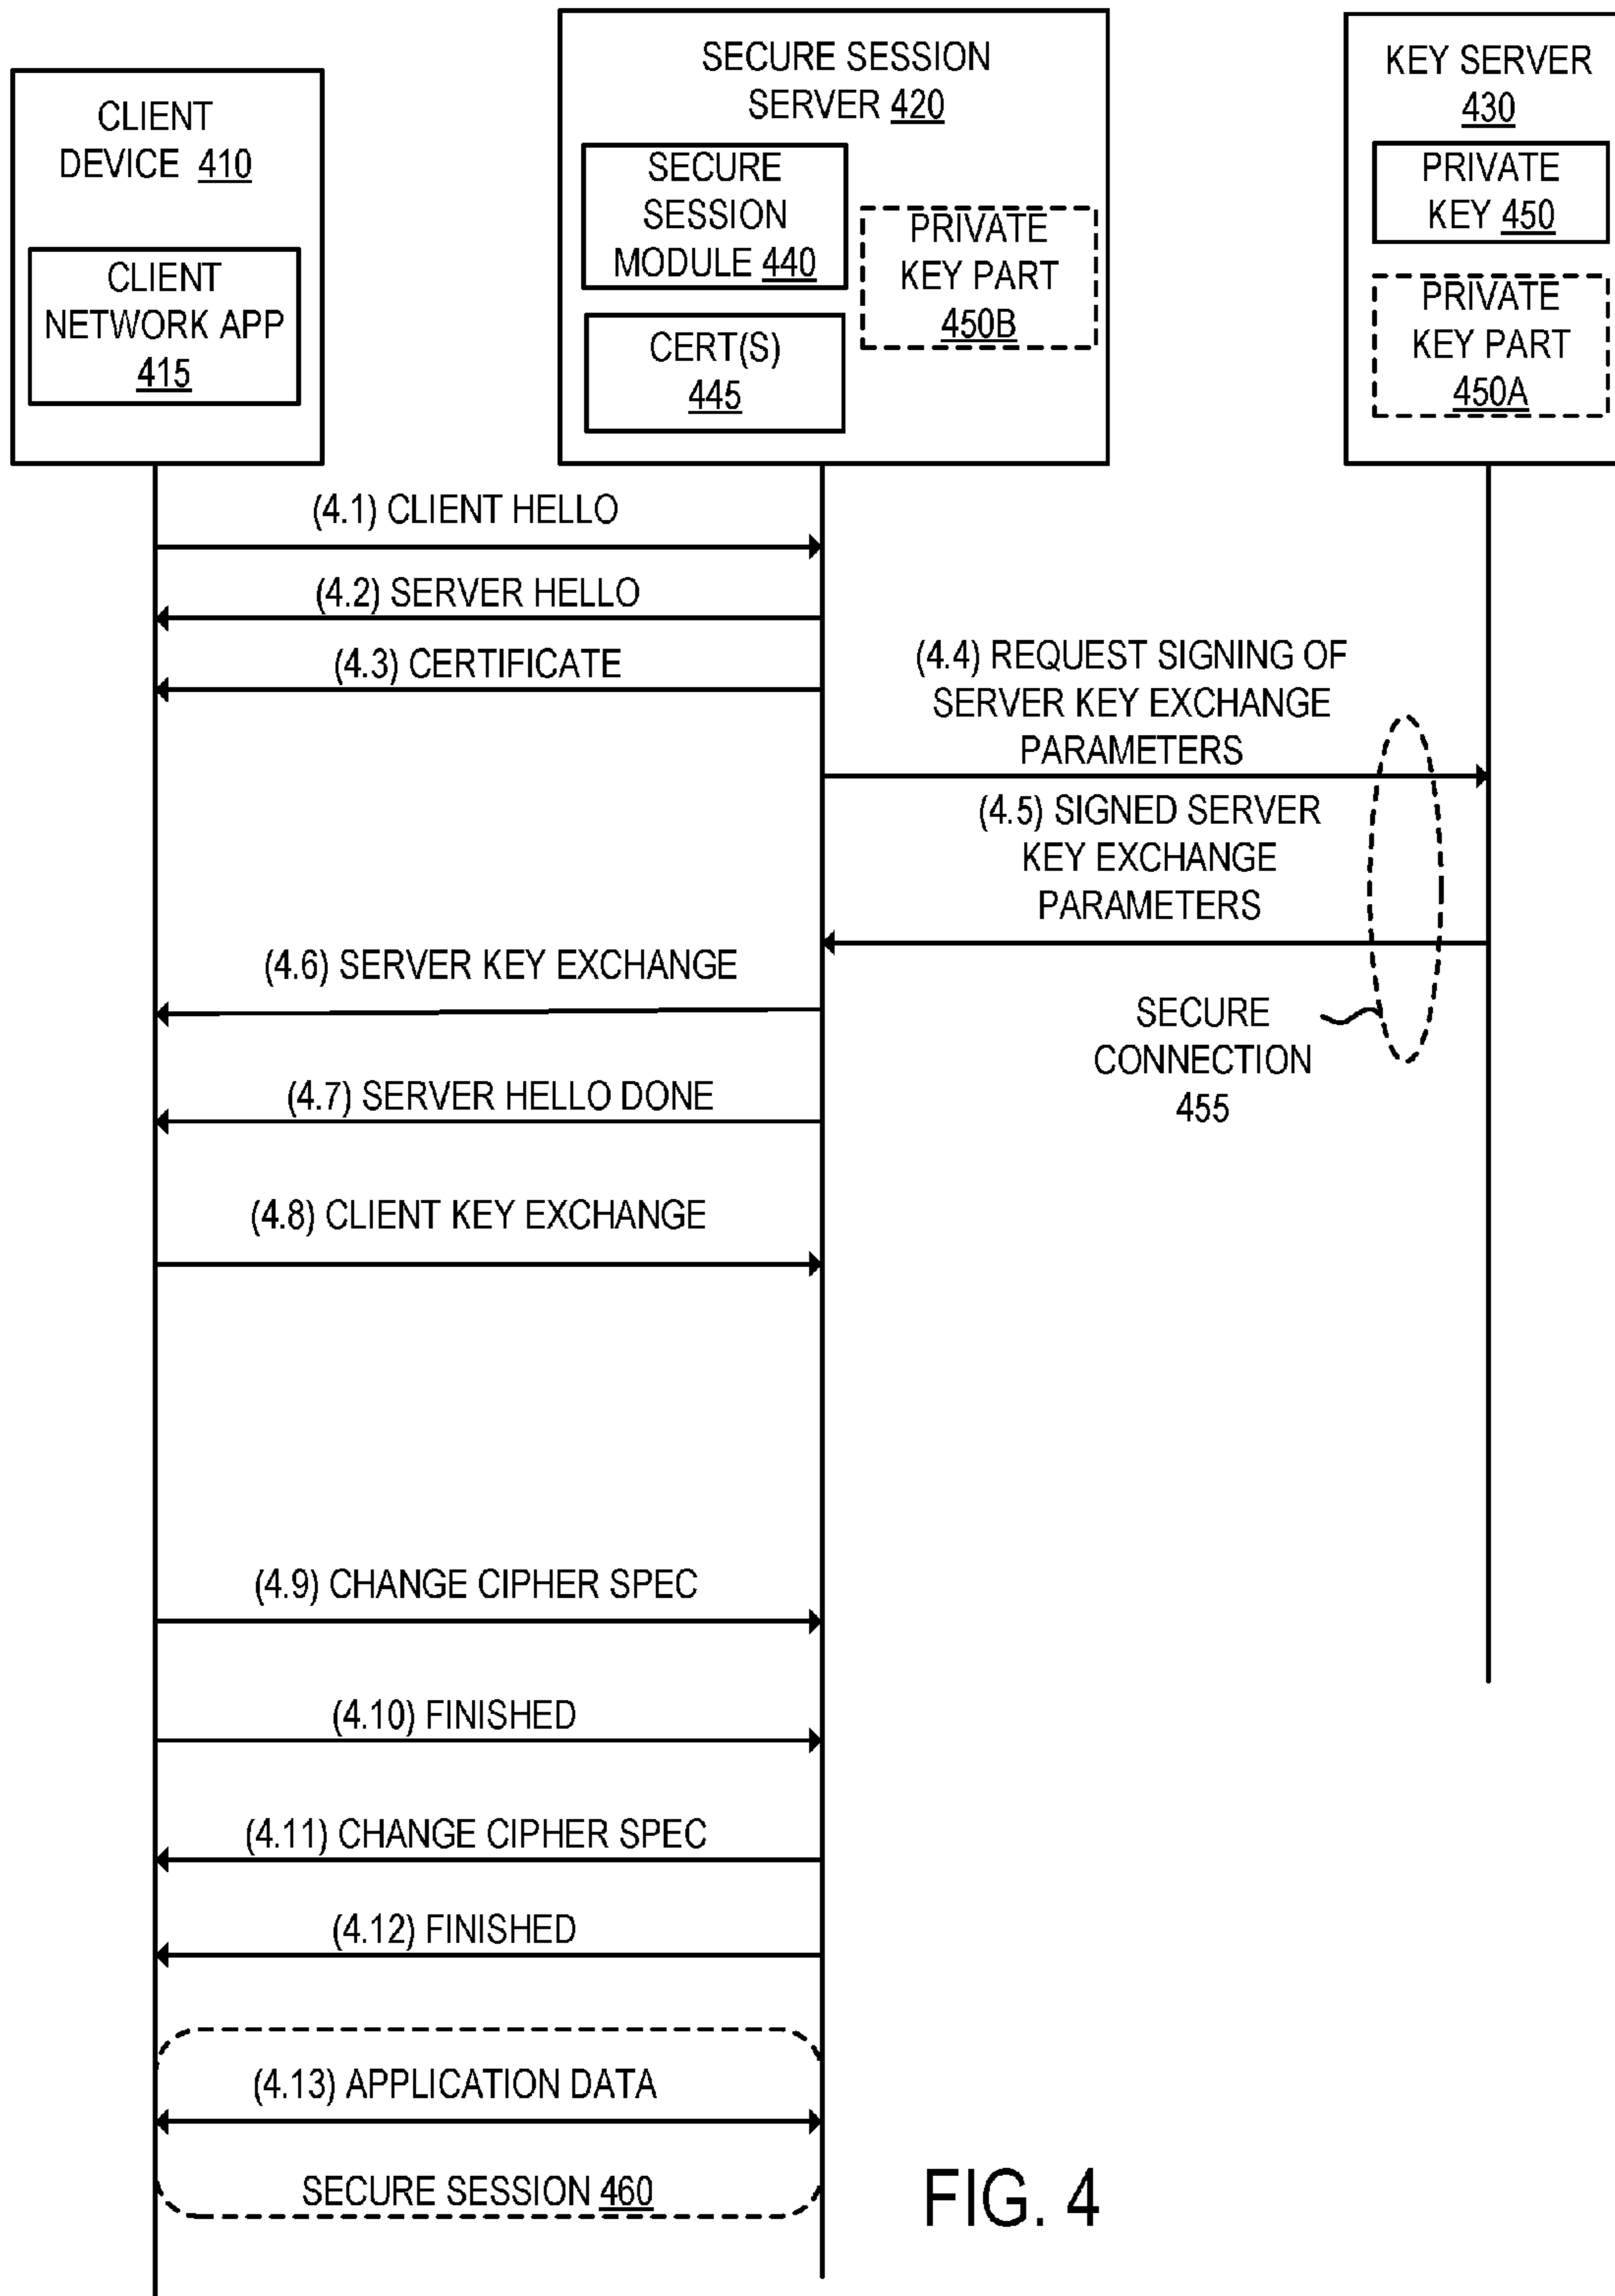 CLIENT
DEVICE 410
CLIENT
NETWORK APP
415
SECURE SESSION
SERVER 420
SECURE
SESSION
MODULE 440
CERT(S)
445
PRIVATE
KEY PART
450B
KEY SERVER
430
PRIVATE
KEY 450
PRIVATE
KEY PART
450A
(4.1) CLIENT HELLO
(4.2) SERVER HELLO
(4.3) CERTIFICATE
(4.4) REQUEST SIGNING OF
SERVER KEY EXCHANGE
PARAMETERS
(4.5) SIGNED SERVER
KEY EXCHANGE
PARAMETERS
(4.6) SERVER KEY EXCHANGE
SECURE
CONNECTION
455
(4.7) SERVER HELLO DONE
(4.8) CLIENT KEY EXCHANGE
(4.9) CHANGE CIPHER SPEC
(4.10) FINISHED
(4.11) CHANGE CIPHER SPEC
(4.12) FINISHED
(4.13) APPLICATION DATA
SECURE SESSION 460
FIG. 4